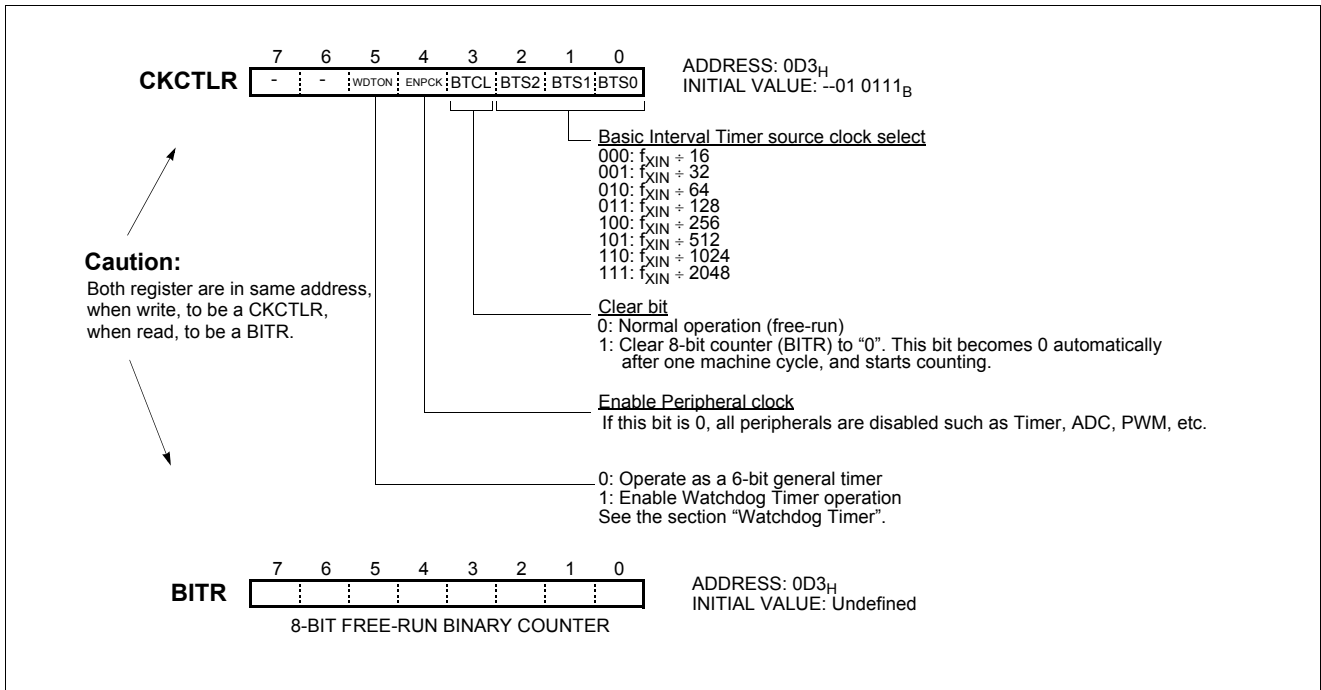 7 6 5 4 3 2 1 0
CKCTLR - - WDTON ENPCK BTCL BTS2 BTS1 BTS0
ADDRESS: 0D3H
INITIAL VALUE: --01 0111B
Basic Interval Timer source clock select
000: fXIN ÷ 16
001: fXIN ÷ 32
010: fXIN ÷ 64
011: fXIN ÷ 128
100: fXIN ÷ 256
101: fXIN ÷ 512
110: fXIN ÷ 1024
111: fXIN ÷ 2048
Caution:
Both register are in same address,
when write, to be a CKCTLR,
when read, to be a BITR.
Clear bit
0: Normal operation (free-run)
1: Clear 8-bit counter (BITR) to “0”. This bit becomes 0 automatically
after one machine cycle, and starts counting.
Enable Peripheral clock
If this bit is 0, all peripherals are disabled such as Timer, ADC, PWM, etc.
0: Operate as a 6-bit general timer
1: Enable Watchdog Timer operation
See the section “Watchdog Timer”.
7 6 5 4 3 2 1 0
BITR
ADDRESS: 0D3H
INITIAL VALUE: Undefined
8-BIT FREE-RUN BINARY COUNTER